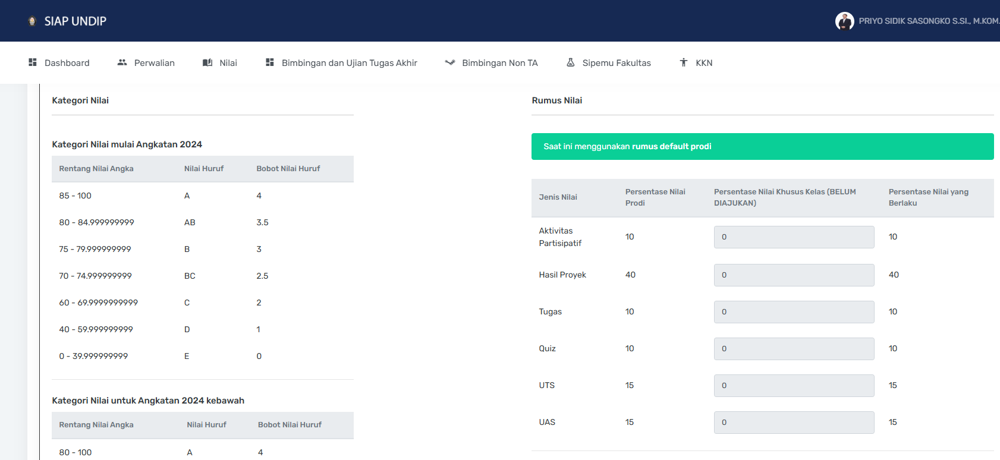 SIAP UNDIP
PRIYO SIDIK SASONGKO S.SI., M.KOM.
Dashboard
Perwalian
Nilai
Bimbingan dan Ujian Tugas Akhir
Bimbingan Non TA
Sipemu Fakultas
KKN
Kategori Nilai
Kategori Nilai mulai Angkatan 2024
Rentang Nilai Angka Nilai Huruf Bobot Nilai Huruf
85 - 100 A 4
80 - 84.999999999 AB 3.5
75 - 79.999999999 B 3
70 - 74.999999999 BC 2.5
60 - 69.9999999999 C 2
40 - 59.999999999 D 1
0 - 39.999999999 E 0
Kategori Nilai untuk Angkatan 2024 kebawah
Rentang Nilai Angka Nilai Huruf Bobot Nilai Huruf
80 - 100 A 4
Rumus Nilai
Saat ini menggunakan rumus default prodi
Jenis Nilai Persentase Nilai Prodi Persentase Nilai Khusus Kelas (BELUM DIAJUKAN) Persentase Nilai yang Berlaku
Aktivitas Partisipatif 10 0 10
Hasil Proyek 40 0 40
Tugas 10 0 10
Quiz 10 0 10
UTS 15 0 15
UAS 15 0 15